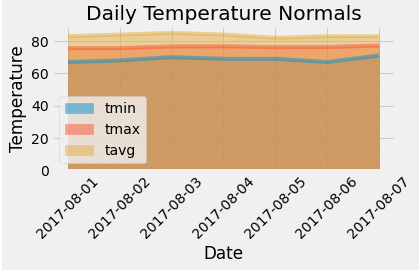 Daily Temperature Normals
Temperature
80
60
40
20
0
tmin
tmax
tavg
2017-08-01
2017-08-02
2017-08-03
2017-08-04
2017-08-05
2017-08-06
2017-08-07
Date